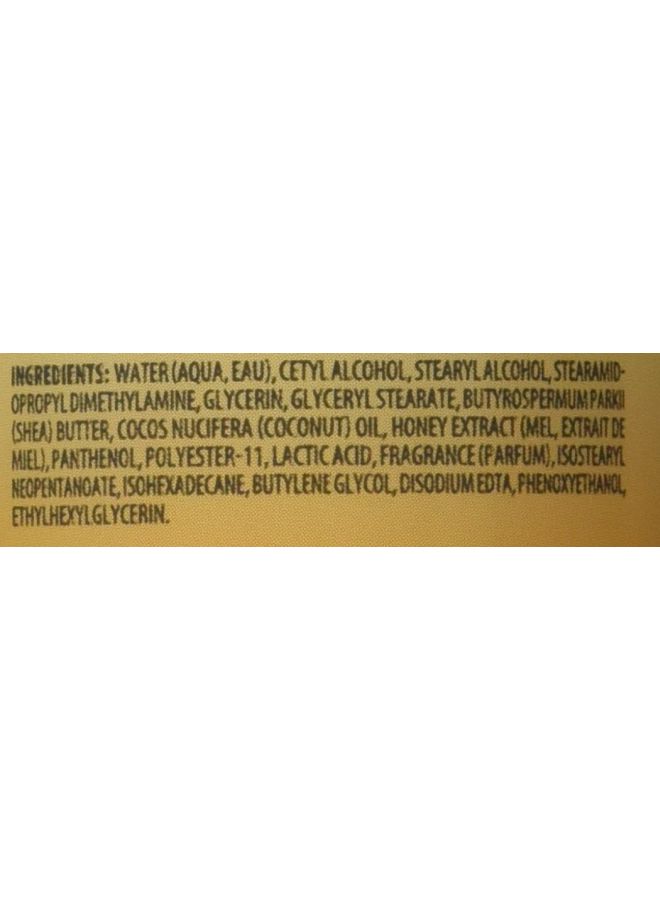 INGREDIENTS: WATER (AQUA, EAU), CETYL ALCOHOL, STEARYL ALCOHOL, STEARAMID-
OPROPYL DIMETHYLAMINE, GLYCERIN, GLYCERYL STEARATE, BUTYROSPERMUM PARKII
(SHEA) BUTTER, COCOS NUCIFERA (COCONUT) OIL, HONEY EXTRACT (MEL, EXTRAIT DE
MIEL), PANTHENOL, POLYESTER-11, LACTIC ACID, FRAGRANCE (PARFUM), ISOSTEARYL
NEOPENTANOATE, ISOHEXADECANE, BUTYLENE GLYCOL, DISODIUM EDTA, PHENOXYETHANOL,
ETHYLHEXYLGLYCERIN.